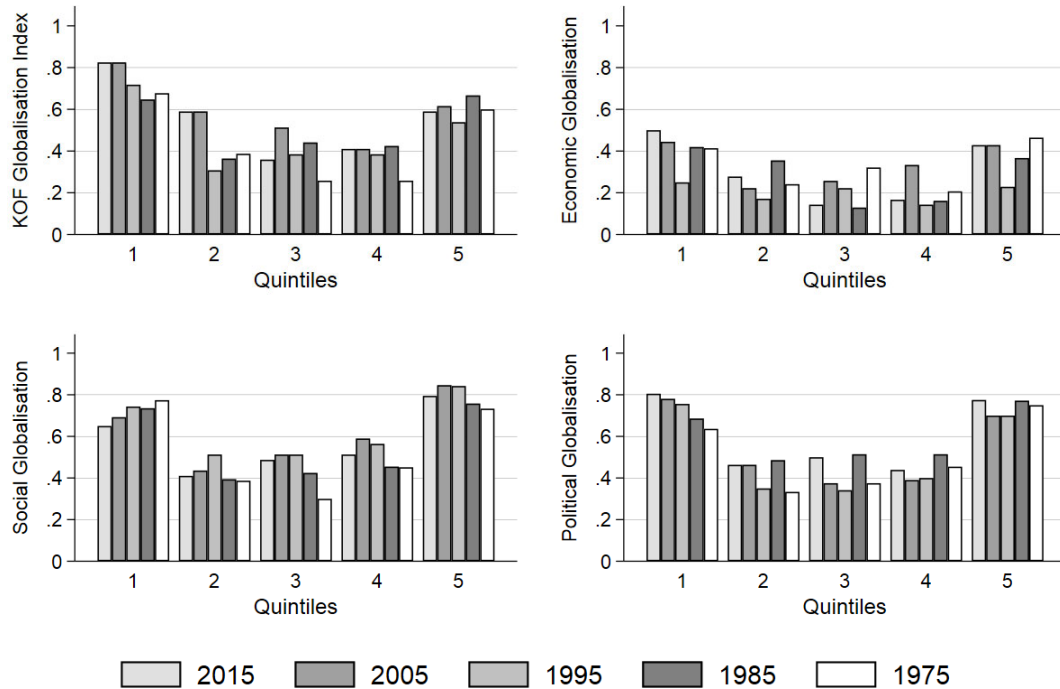 KOF Globalisation Index
1
.8
.6
.4
.2
0
1 2 3 4 5
Quintiles
Economic Globalisation
1
.8
.6
.4
.2
0
1 2 3 4 5
Quintiles
Social Globalisation
1
.8
.6
.4
.2
0
1 2 3 4 5
Quintiles
Political Globalisation
1
.8
.6
.4
.2
0
1 2 3 4 5
Quintiles
2015 2005 1995 1985 1975